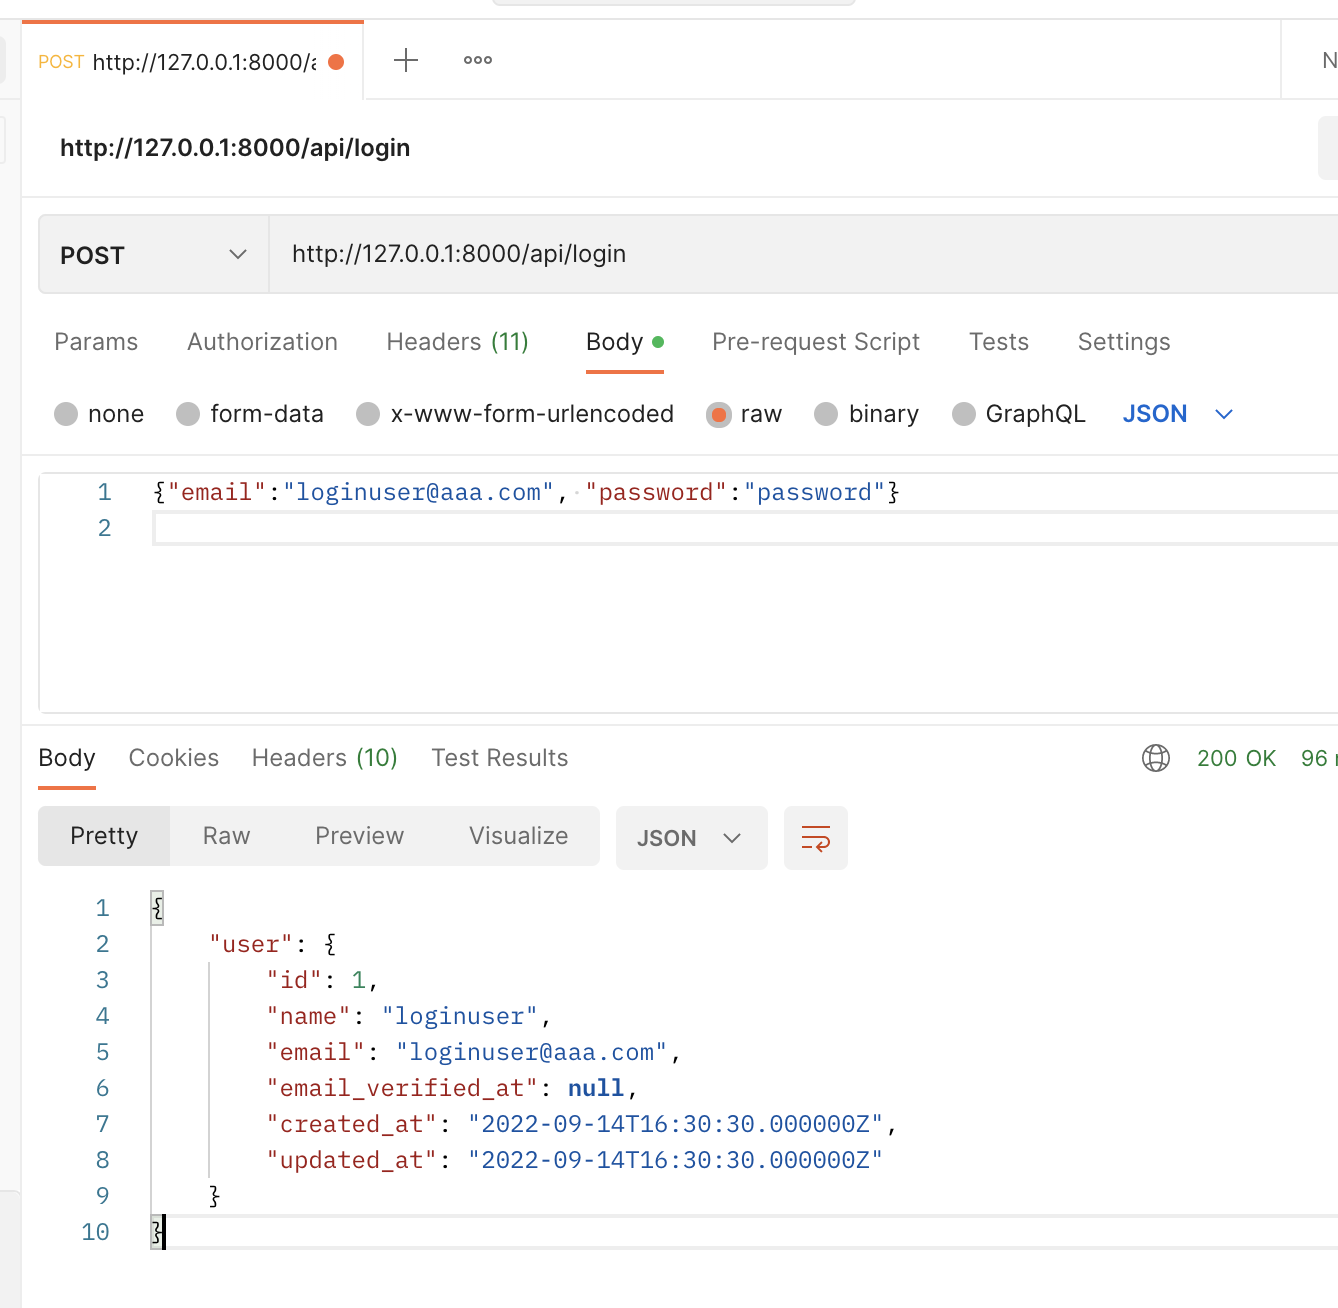 POST http://127.0.0.1:8000/a
N
http://127.0.0.1:8000/api/login
POST http://127.0.0.1:8000/api/login
Params Authorization Headers (11) Body Pre-request Script Tests Settings
none form-data x-www-form-urlencoded raw binary GraphQL JSON
1 {"email":"loginuser@aaa.com", "password":"password"}
2
Body Cookies Headers (10) Test Results 200 OK 96
Pretty Raw Preview Visualize JSON
1 {
2 "user": {
3 "id": 1,
4 "name": "loginuser",
5 "email": "loginuser@aaa.com",
6 "email_verified_at": null,
7 "created_at": "2022-09-14T16:30:30.000000Z",
8 "updated_at": "2022-09-14T16:30:30.000000Z"
9 }
10 }